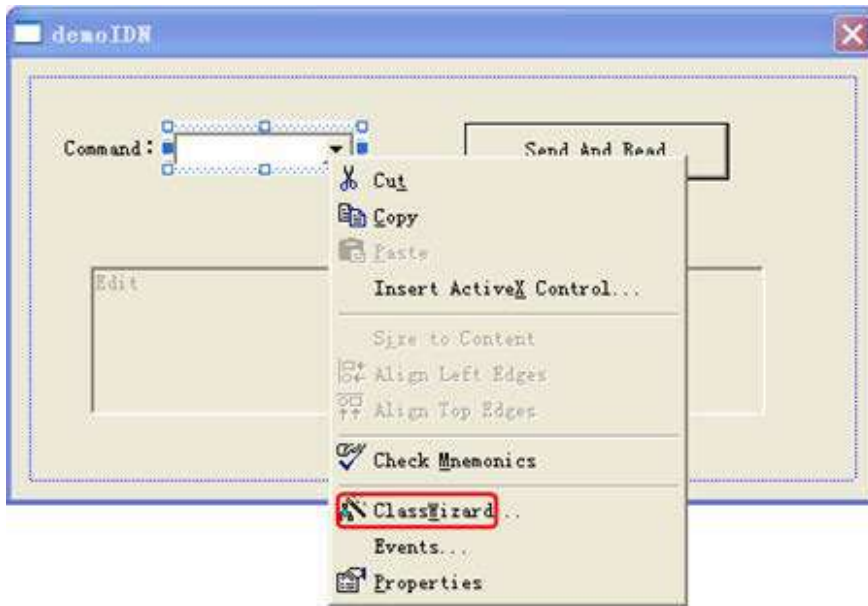 demoIDN
Command: Send And Read
Cut
Copy
Paste
Edit
Insert ActiveX Control...
Size to Content
Align Left Edges
Align Top Edges
Check Mnemonics
ClassWizard...
Events...
Properties